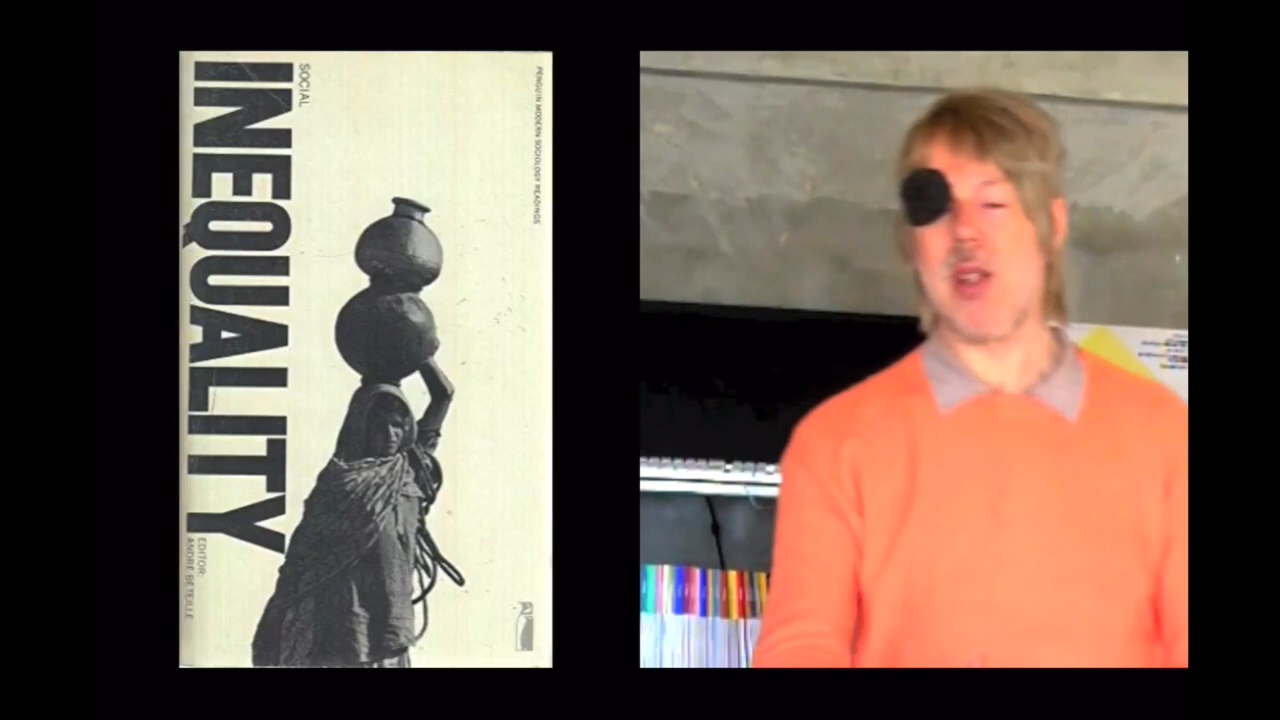 SOCIAL
INEQUALITY
EDITOR:
ANDRÉ BÉTEILLE
PENGUIN MODERN SOCIOLOGY READINGS